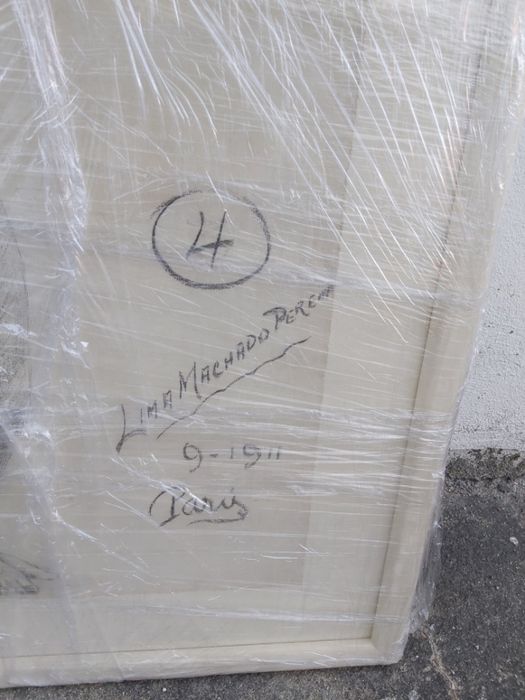 4
LIMA MACHADO PEREIRA
9-1911
Paris